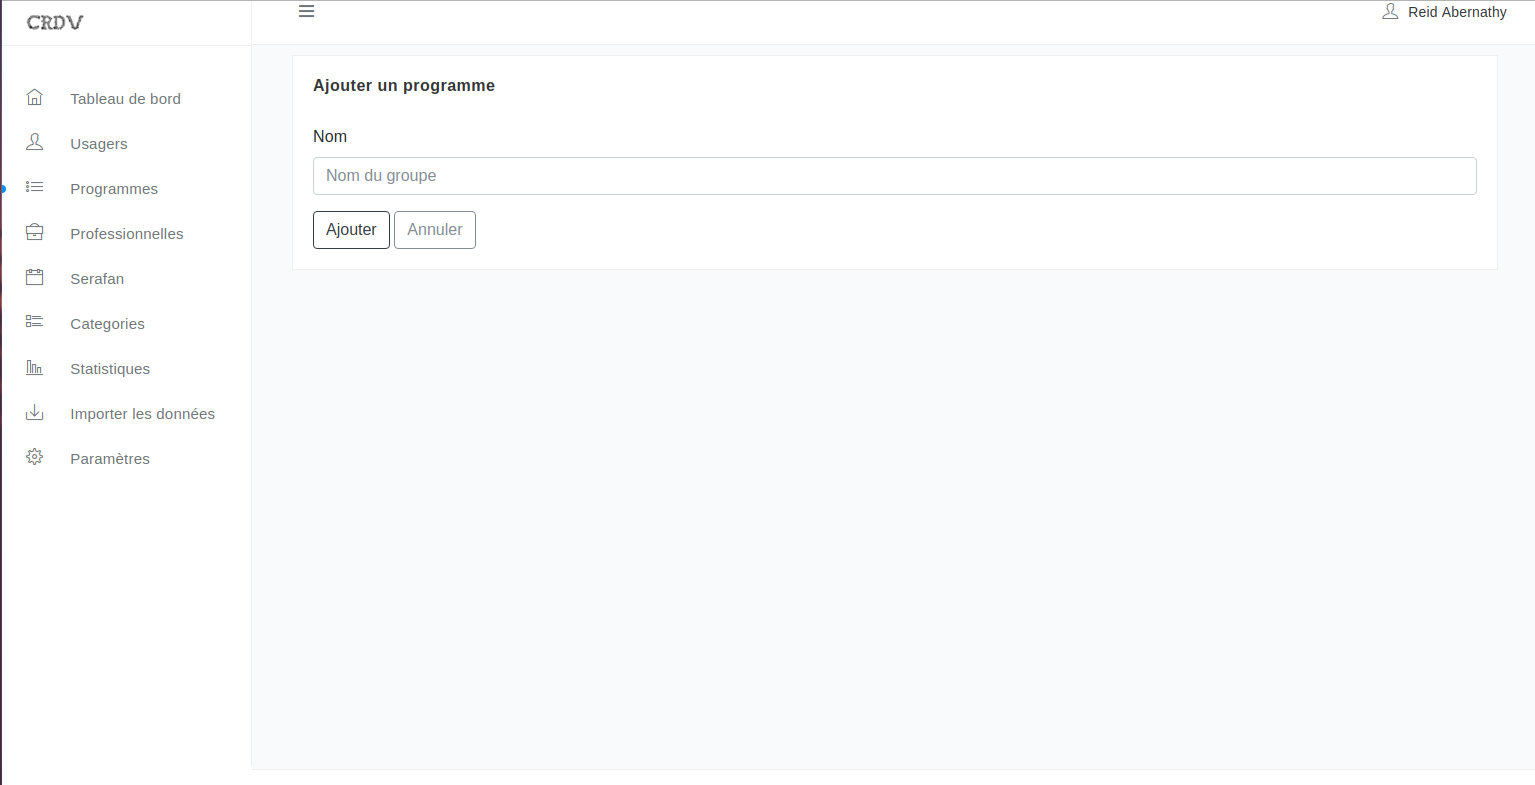 CRDV
Reid Abernathy
Tableau de bord
Usagers
Programmes
Professionnelles
Serafan
Categories
Statistiques
Importer les données
Paramètres
Ajouter un programme
Nom
Nom du groupe
Ajouter Annuler